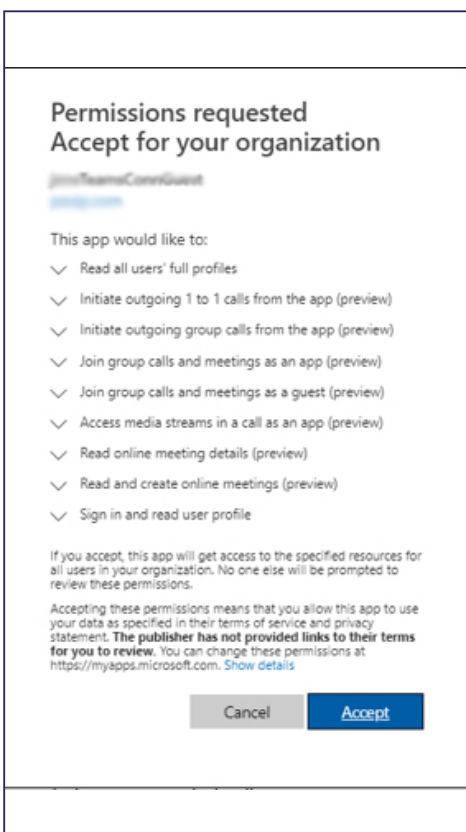 Permissions requested
Accept for your organization
This app would like to:
Read all users' full profiles
Initiate outgoing 1 to 1 calls from the app (preview)
Initiate outgoing group calls from the app (preview)
Join group calls and meetings as an app (preview)
Join group calls and meetings as a guest (preview)
Access media streams in a call as an app (preview)
Read online meeting details (preview)
Read and create online meetings (preview)
Sign in and read user profile
If you accept, this app will get access to the specified resources for
all users in your organization. No one else will be prompted to
review these permissions.
Accepting these permissions means that you allow this app to use
your data as specified in their terms of service and privacy
statement. The publisher has not provided links to their terms
for you to review. You can change these permissions at
https://myapps.microsoft.com. Show details
Cancel Accept